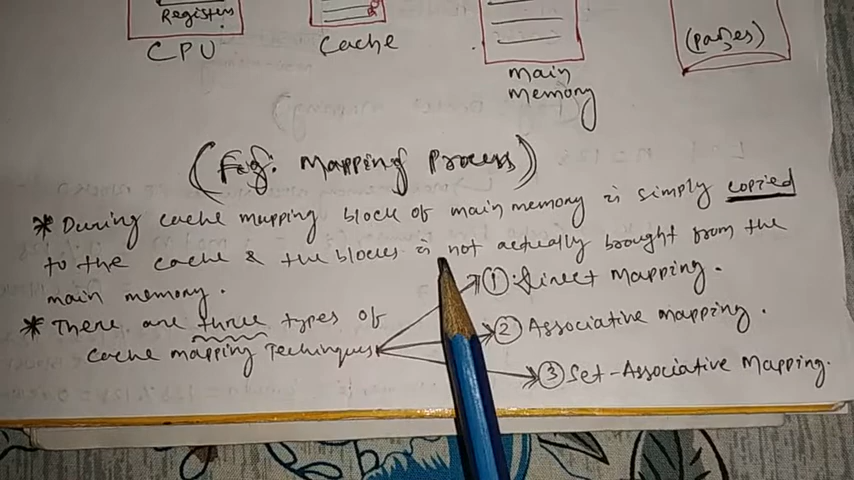 Registers
CPU
Cache
Main
Memory
(Pages)
(Fig: Mapping Process)
* During cache mapping block of main memory is simply copied
to the cache & the blocks is not actually brought from the
main memory.
* There are three types of
cache mapping Techinques
① : Direct Mapping.
② Associative mapping.
③ Set-Associative Mapping.